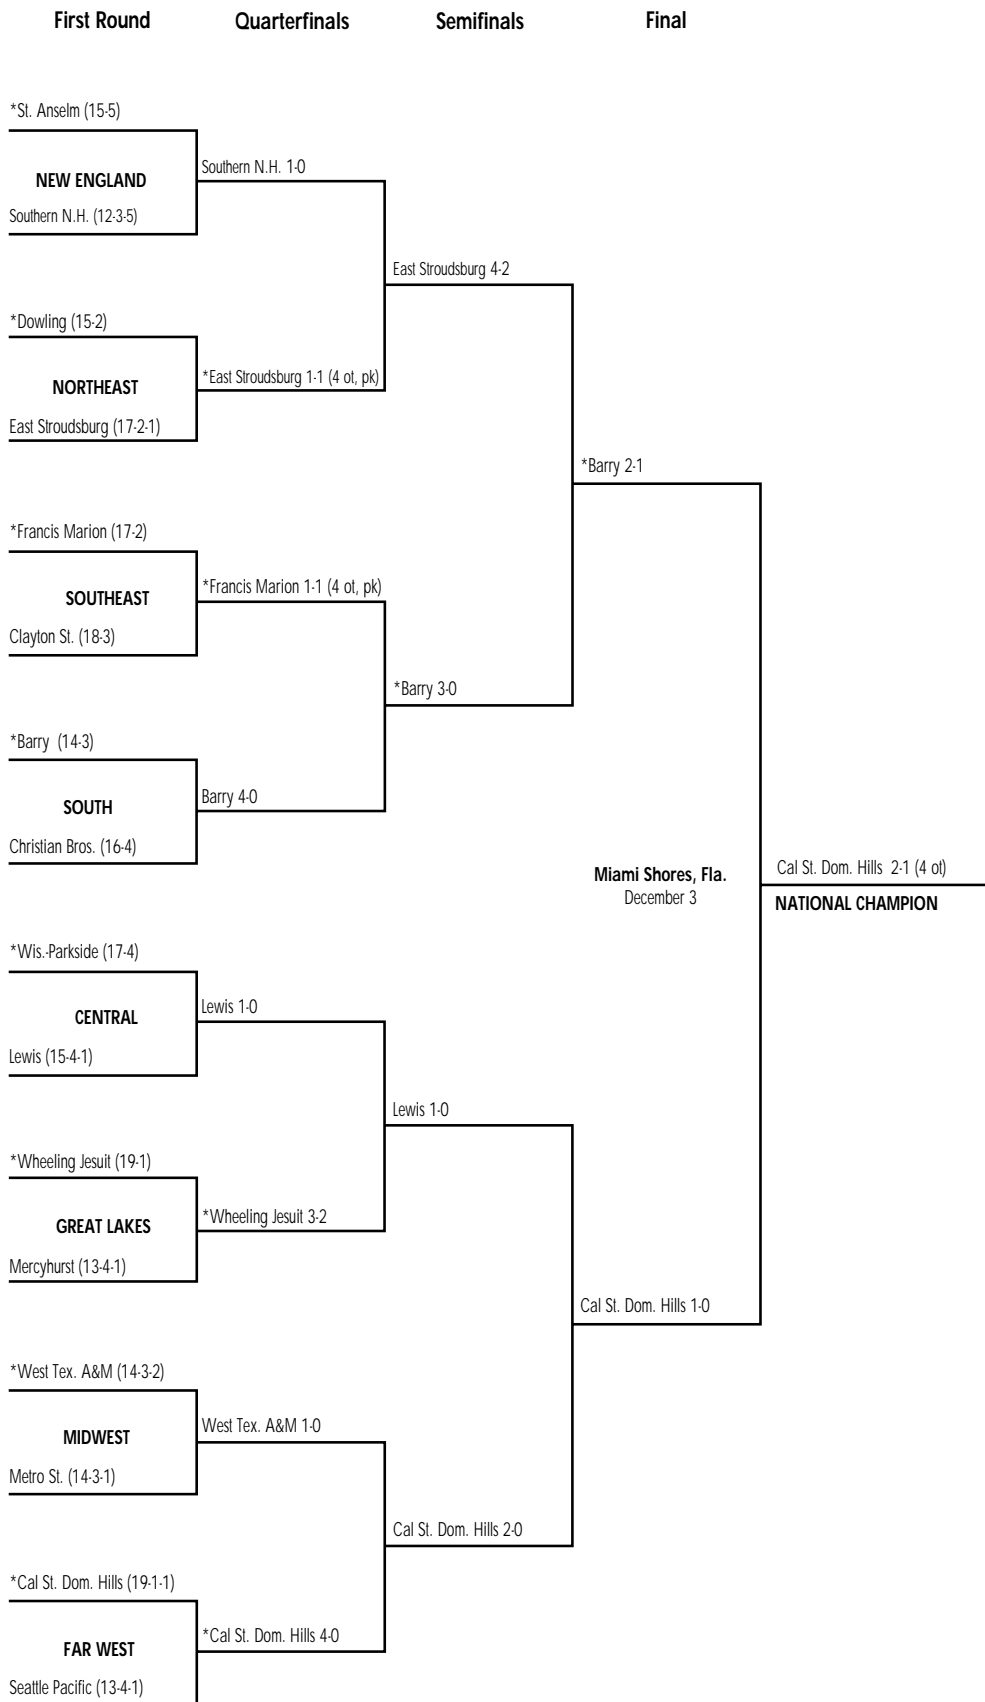 First Round Quarterfinals Semifinals Final
*St. Anselm (15-5)
NEW ENGLAND
Southern N.H. (12-3-5)
Southern N.H. 1-0
*Dowling (15-2)
NORTHEAST
East Stroudsburg (17-2-1)
*East Stroudsburg 1-1 (4 ot, pk)
East Stroudsburg 4-2
*Francis Marion (17-2)
SOUTHEAST
Clayton St. (18-3)
*Francis Marion 1-1 (4 ot, pk)
*Barry (14-3)
SOUTH
Christian Bros. (16-4)
Barry 4-0
*Barry 3-0
*Barry 2-1
*Wis.-Parkside (17-4)
CENTRAL
Lewis (15-4-1)
Lewis 1-0
*Wheeling Jesuit (19-1)
GREAT LAKES
Mercyhurst (13-4-1)
*Wheeling Jesuit 3-2
Lewis 1-0
*West Tex. A&M (14-3-2)
MIDWEST
Metro St. (14-3-1)
West Tex. A&M 1-0
*Cal St. Dom. Hills (19-1-1)
FAR WEST
Seattle Pacific (13-4-1)
*Cal St. Dom. Hills 4-0
Cal St. Dom. Hills 2-0
Cal St. Dom. Hills 1-0
Miami Shores, Fla.
December 3
Cal St. Dom. Hills 2-1 (4 ot)
NATIONAL CHAMPION